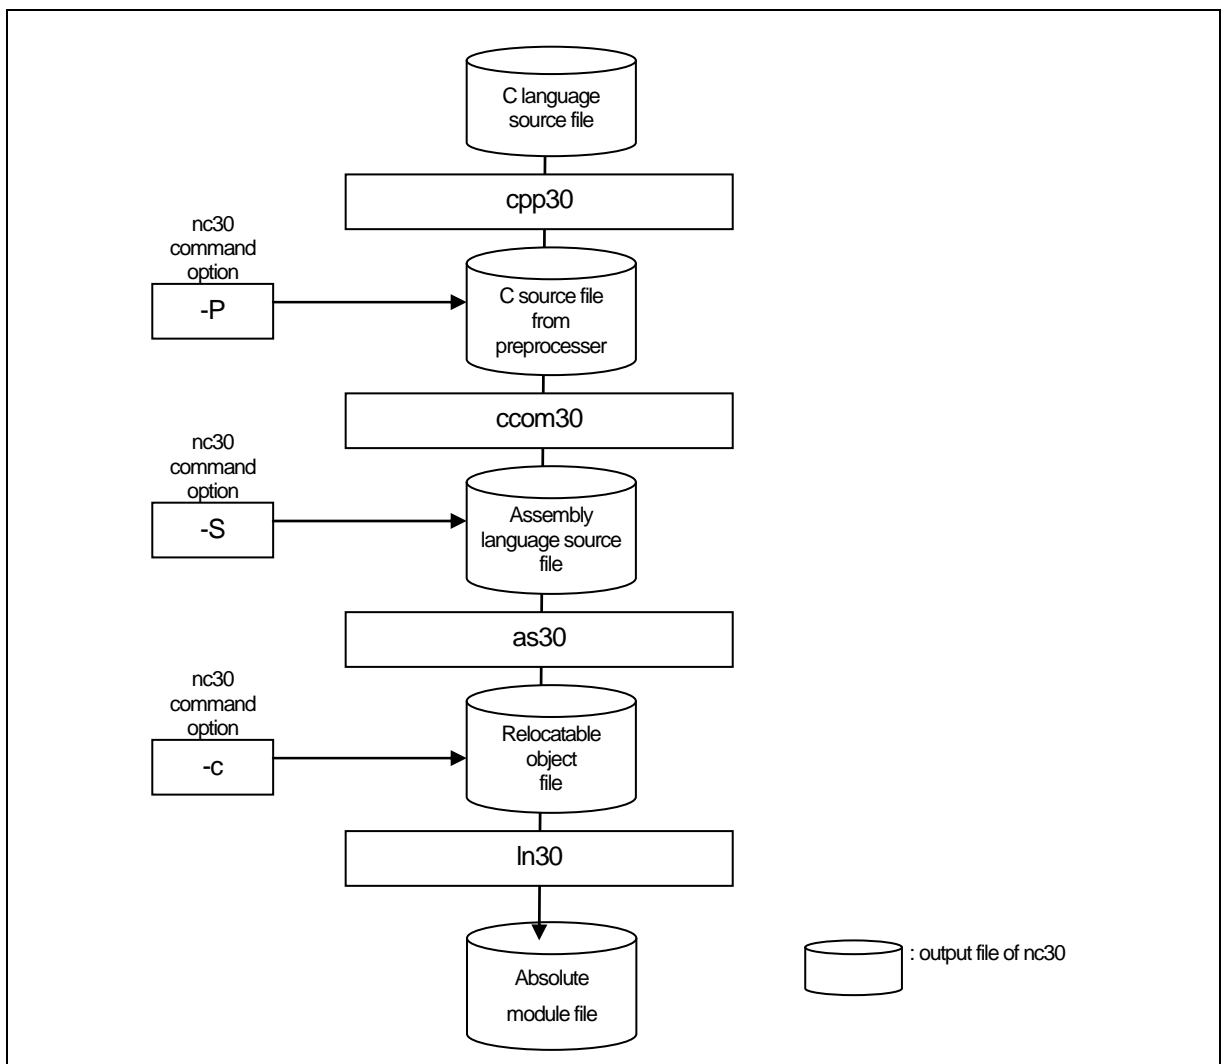 C language
source file
cpp30
nc30
command
option
-P
C source file
from
preprocesser
ccom30
nc30
command
option
-S
Assembly
language source
file
as30
nc30
command
option
-c
Relocatable
object
file
ln30
Absolute
module file
: output file of nc30